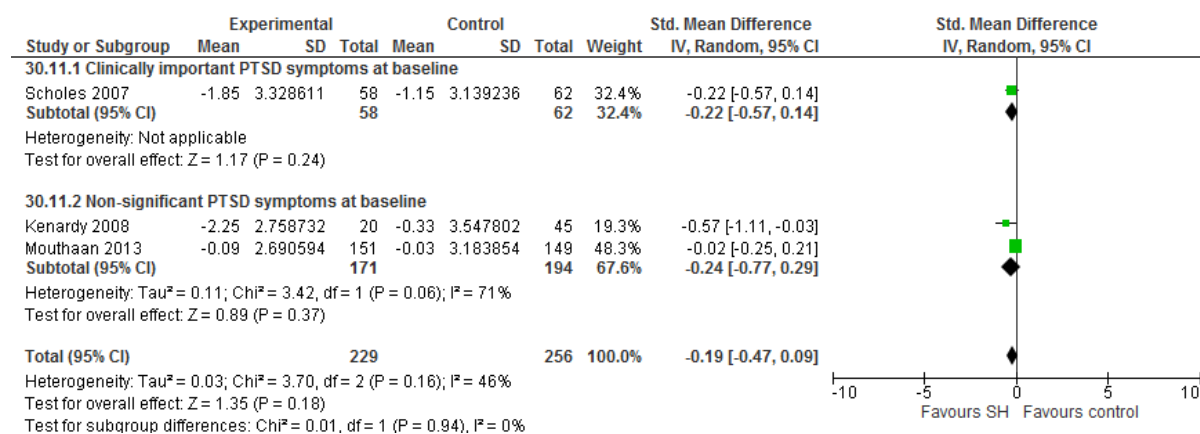 Experimental Control Std. Mean Difference Std. Mean Difference
Study or Subgroup Mean SD Total Mean SD Total Weight IV, Random, 95% CI IV, Random, 95% CI
30.11.1 Clinically important PTSD symptoms at baseline
Scholes 2007 -1.85 3.328611 58 -1.15 3.139236 62 32.4% -0.22 [-0.57, 0.14]
Subtotal (95% CI) 58 62 32.4% -0.22 [-0.57, 0.14]
Heterogeneity: Not applicable
Test for overall effect: Z = 1.17 (P = 0.24)
30.11.2 Non-significant PTSD symptoms at baseline
Kenardy 2008 -2.25 2.758732 20 -0.33 3.547802 45 19.3% -0.57 [-1.11, -0.03]
Mouthaan 2013 -0.09 2.690594 151 -0.03 3.183854 149 48.3% -0.02 [-0.25, 0.21]
Subtotal (95% CI) 171 194 67.6% -0.24 [-0.77, 0.29]
Heterogeneity: Tau² = 0.11; Chi² = 3.42, df = 1 (P = 0.06); I² = 71%
Test for overall effect: Z = 0.89 (P = 0.37)
Total (95% CI) 229 256 100.0% -0.19 [-0.47, 0.09]
Heterogeneity: Tau² = 0.03; Chi² = 3.70, df = 2 (P = 0.16); I² = 46%
Test for overall effect: Z = 1.35 (P = 0.18)
Test for subgroup differences: Chi² = 0.01, df = 1 (P = 0.94), I² = 0%
-10 -5 0 5 10
Favours SH Favours control